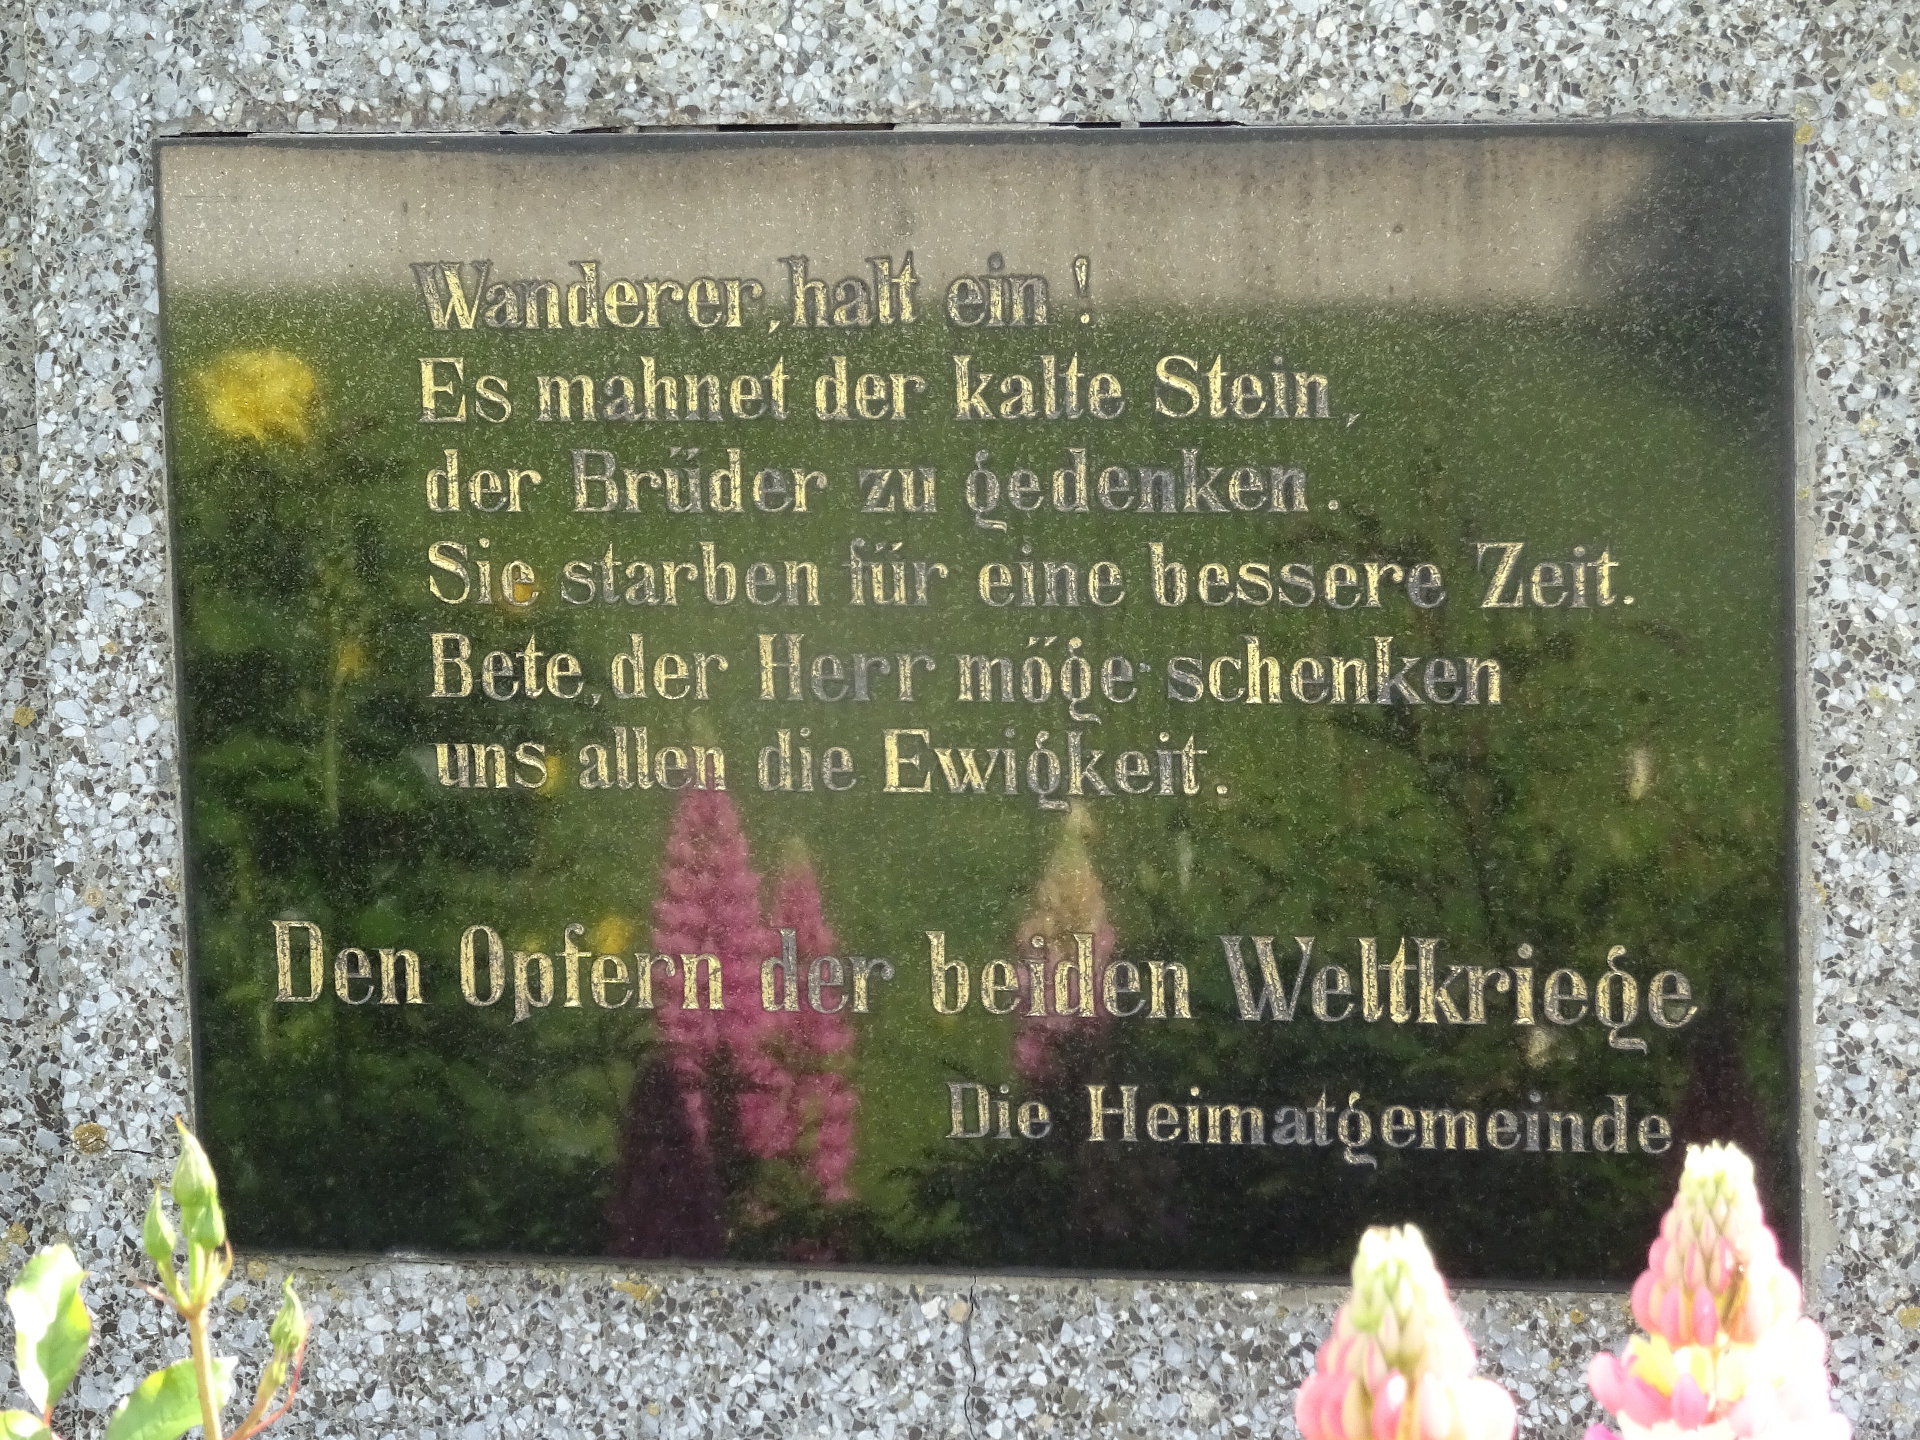 Wanderer, halt ein!
Es mahnet der kalte Stein,
der Brüder zu gedenken.
Sie starben für eine bessere Zeit.
Bete, der Herr möge schenken
uns allen die Ewigkeit.
Den Opfern der beiden Weltkriege
Die Heimatgemeinde